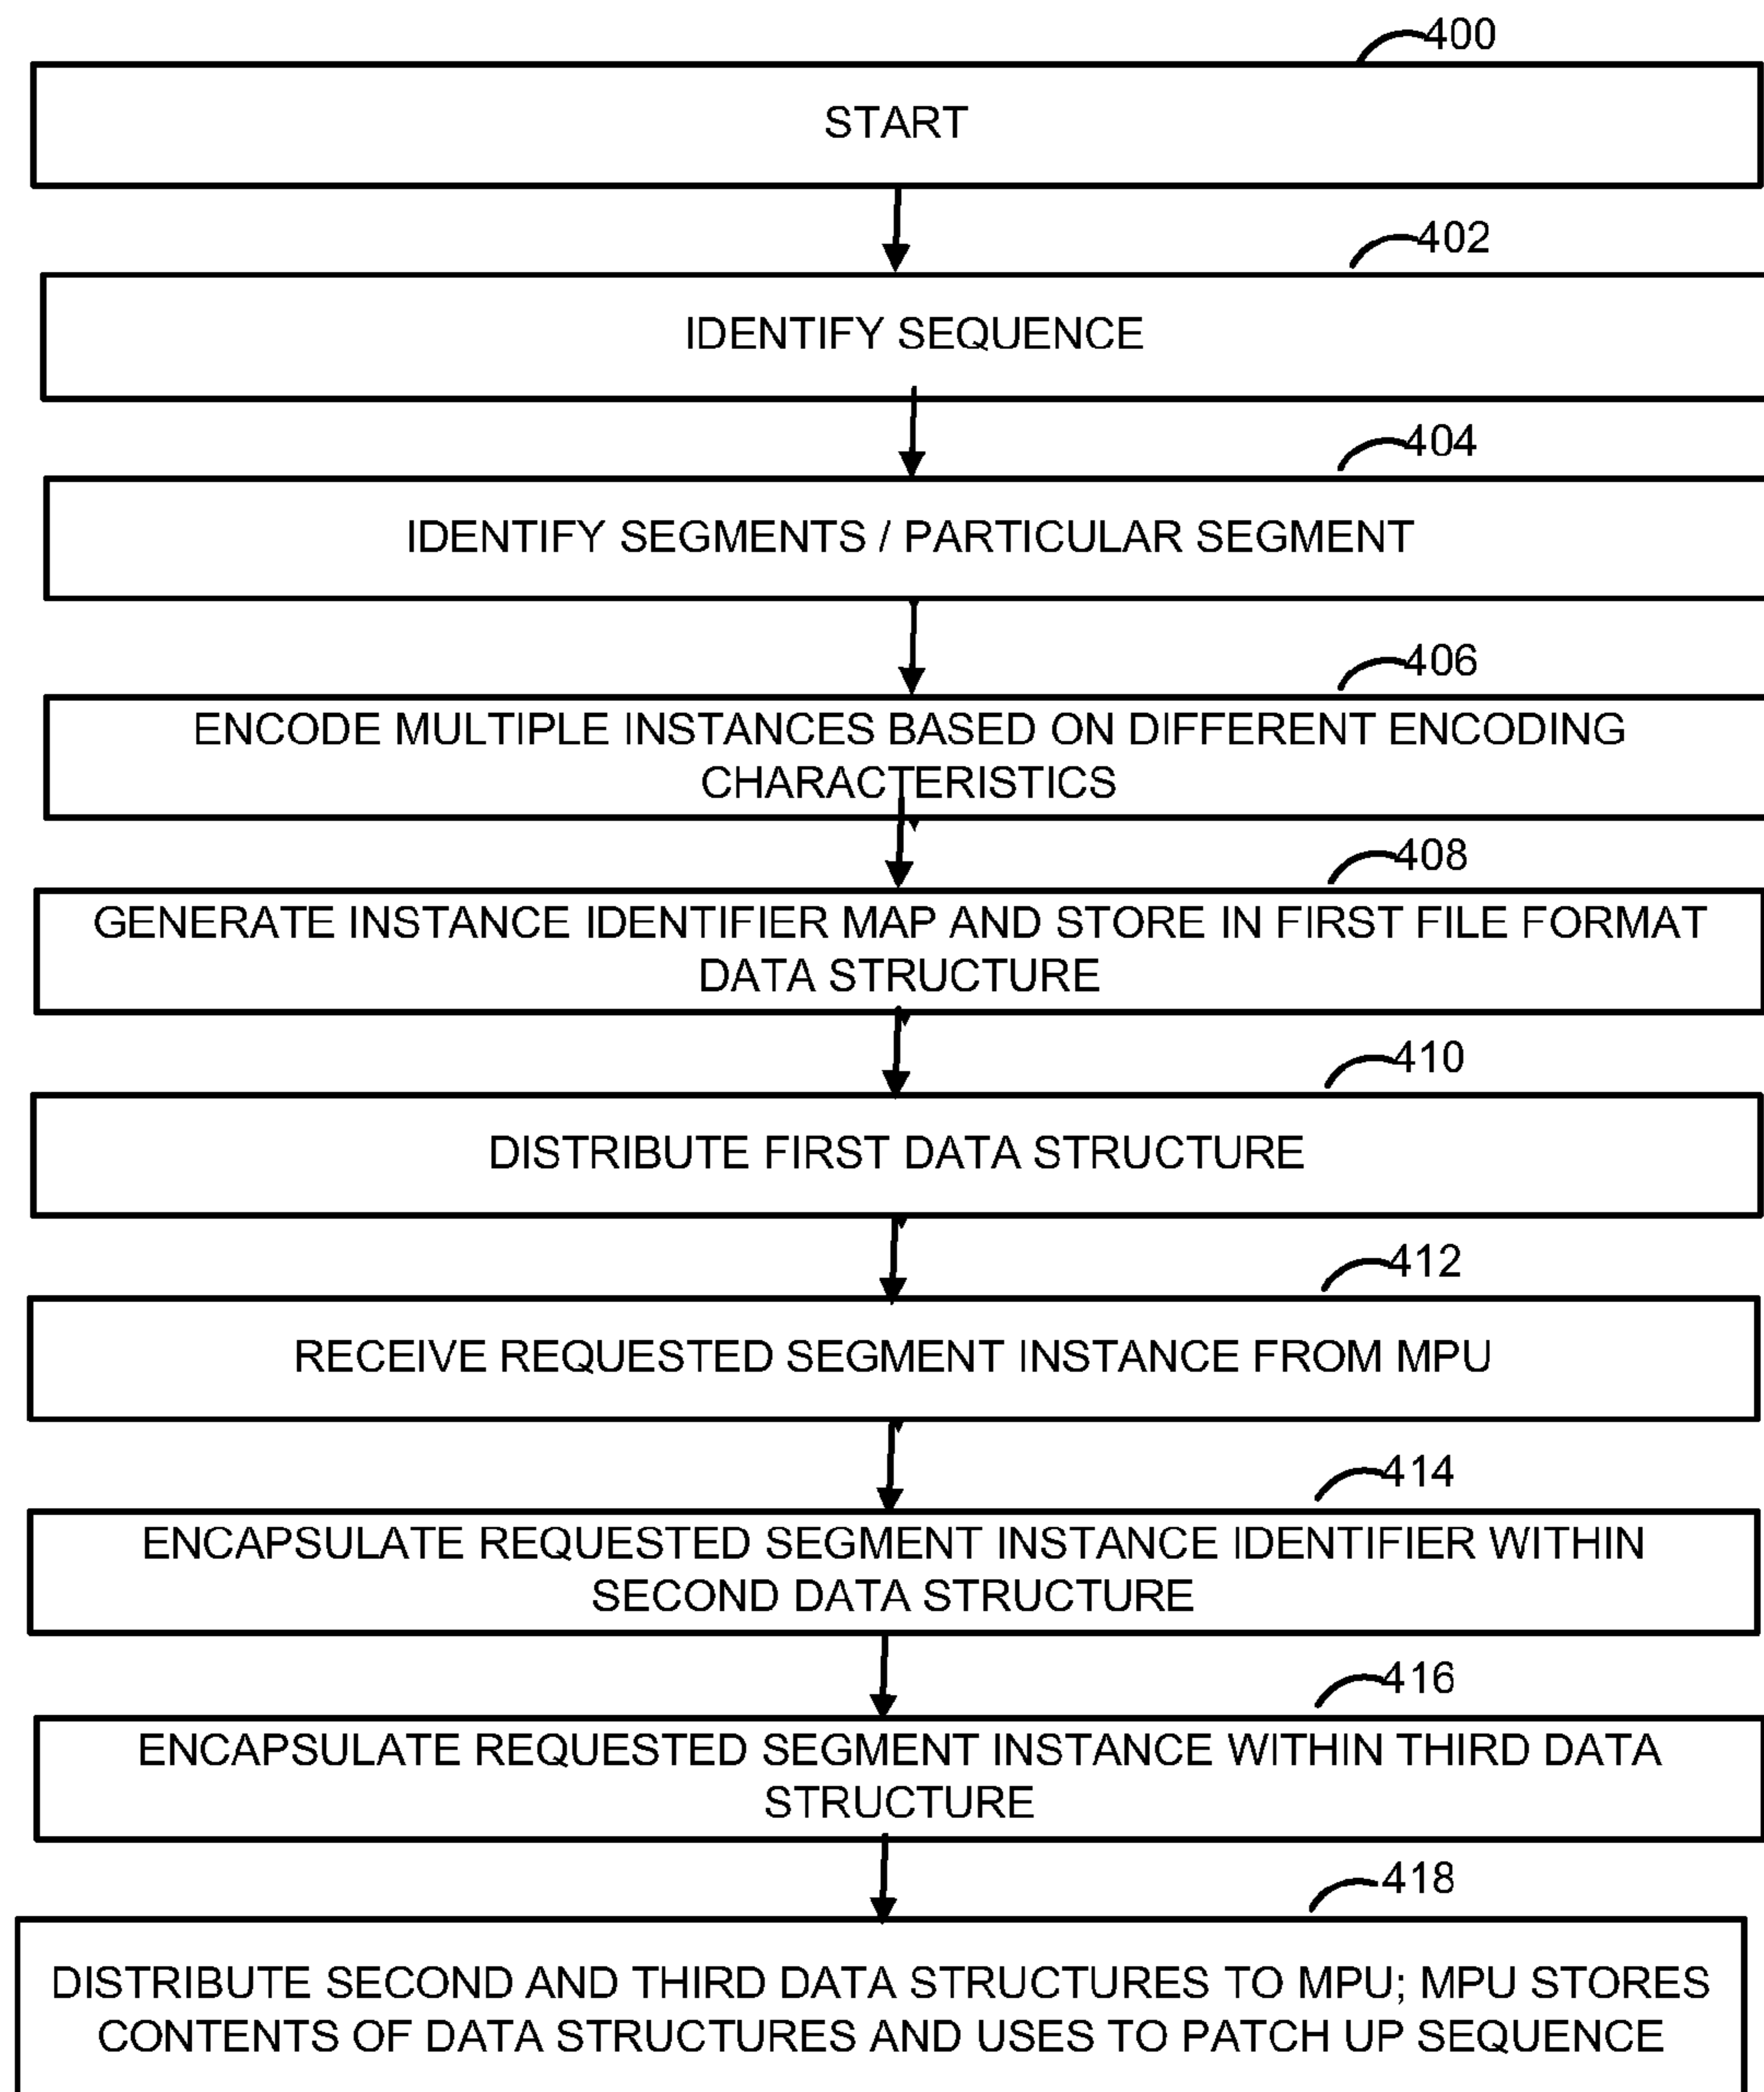 400
START
402
IDENTIFY SEQUENCE
404
IDENTIFY SEGMENTS / PARTICULAR SEGMENT
406
ENCODE MULTIPLE INSTANCES BASED ON DIFFERENT ENCODING
CHARACTERISTICS
408
GENERATE INSTANCE IDENTIFIER MAP AND STORE IN FIRST FILE FORMAT
DATA STRUCTURE
410
DISTRIBUTE FIRST DATA STRUCTURE
412
RECEIVE REQUESTED SEGMENT INSTANCE FROM MPU
414
ENCAPSULATE REQUESTED SEGMENT INSTANCE IDENTIFIER WITHIN
SECOND DATA STRUCTURE
416
ENCAPSULATE REQUESTED SEGMENT INSTANCE WITHIN THIRD DATA
STRUCTURE
418
DISTRIBUTE SECOND AND THIRD DATA STRUCTURES TO MPU; MPU STORES
CONTENTS OF DATA STRUCTURES AND USES TO PATCH UP SEQUENCE